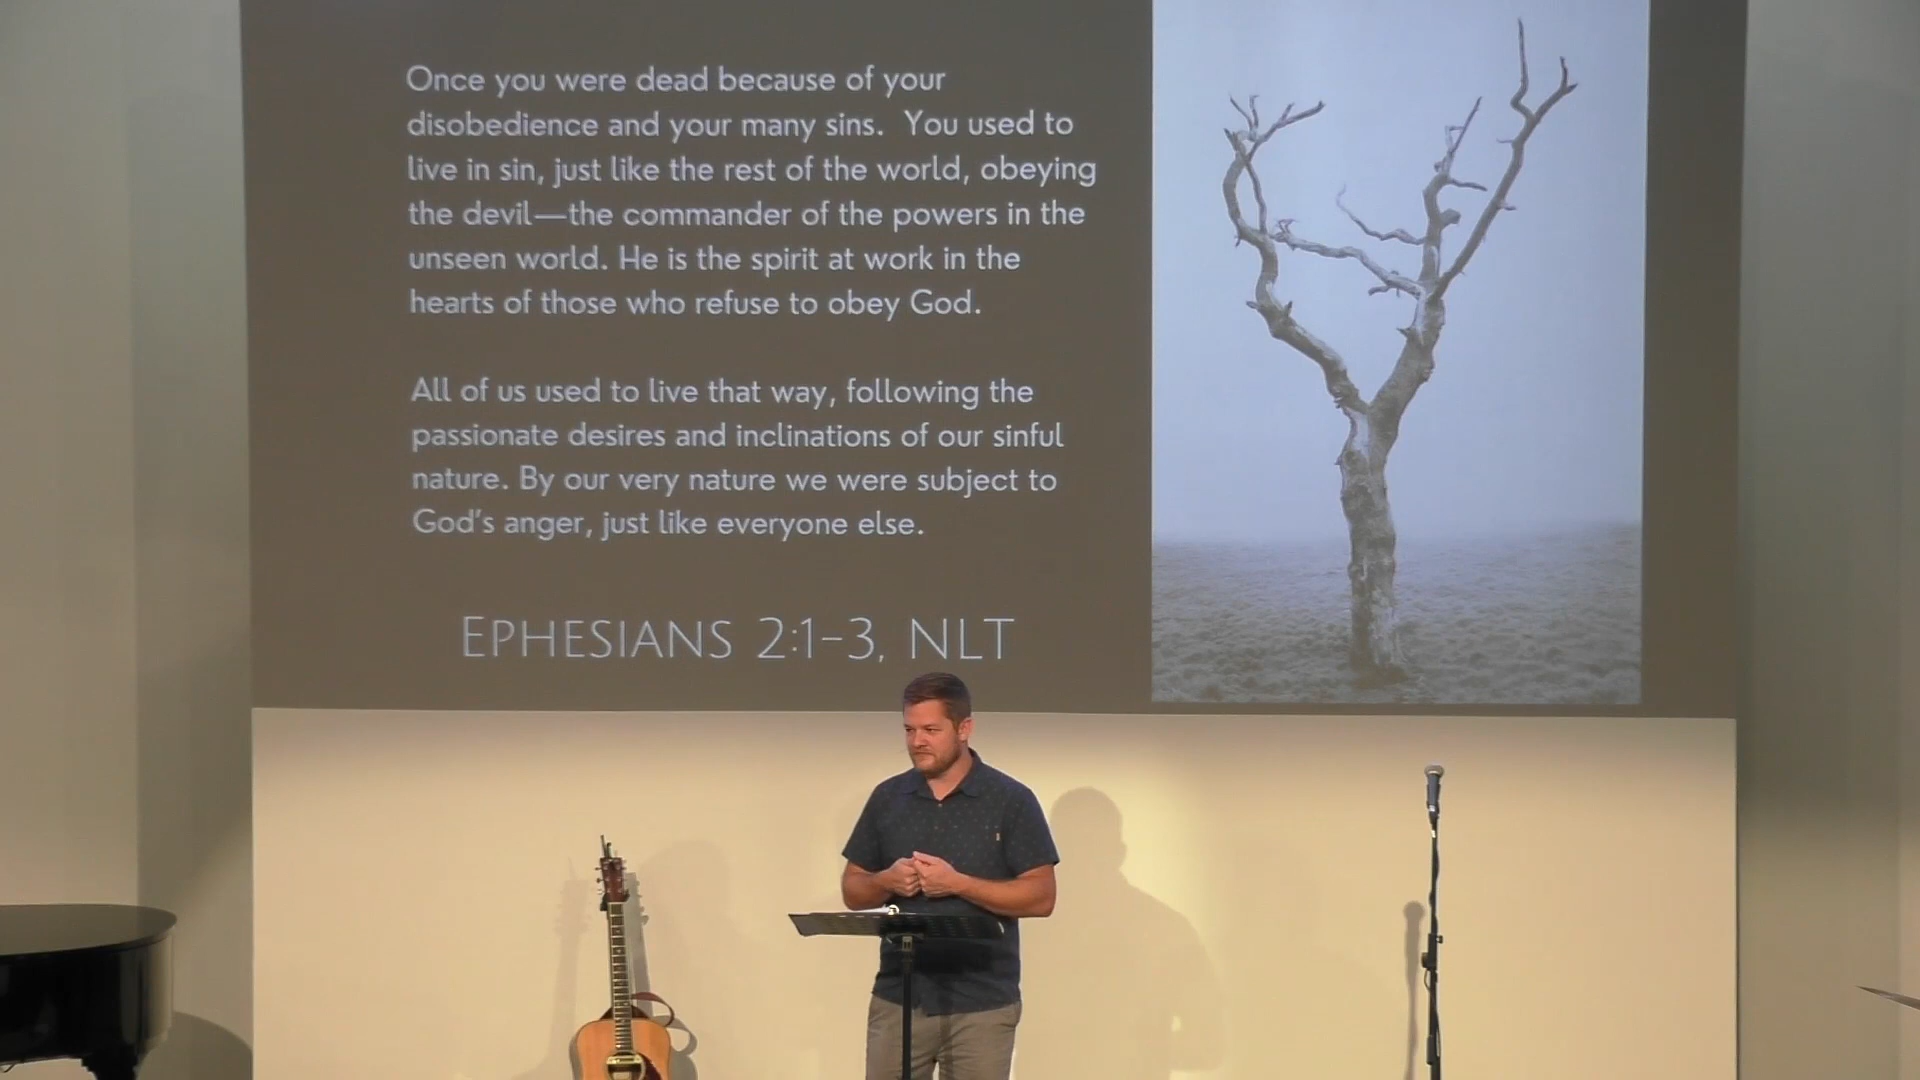 Once you were dead because of your
disobedience and your many sins.  You used to
live in sin, just like the rest of the world, obeying
the devil—the commander of the powers in the
unseen world. He is the spirit at work in the
hearts of those who refuse to obey God.
All of us used to live that way, following the
passionate desires and inclinations of our sinful
nature. By our very nature we were subject to
God's anger, just like everyone else.
Ephesians 2:1–3, NLT